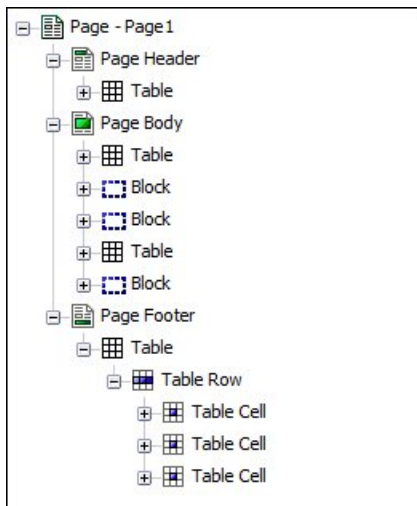 Page - Page1
Page Header
Table
Page Body
Table
Block
Block
Table
Block
Page Footer
Table
Table Row
Table Cell
Table Cell
Table Cell